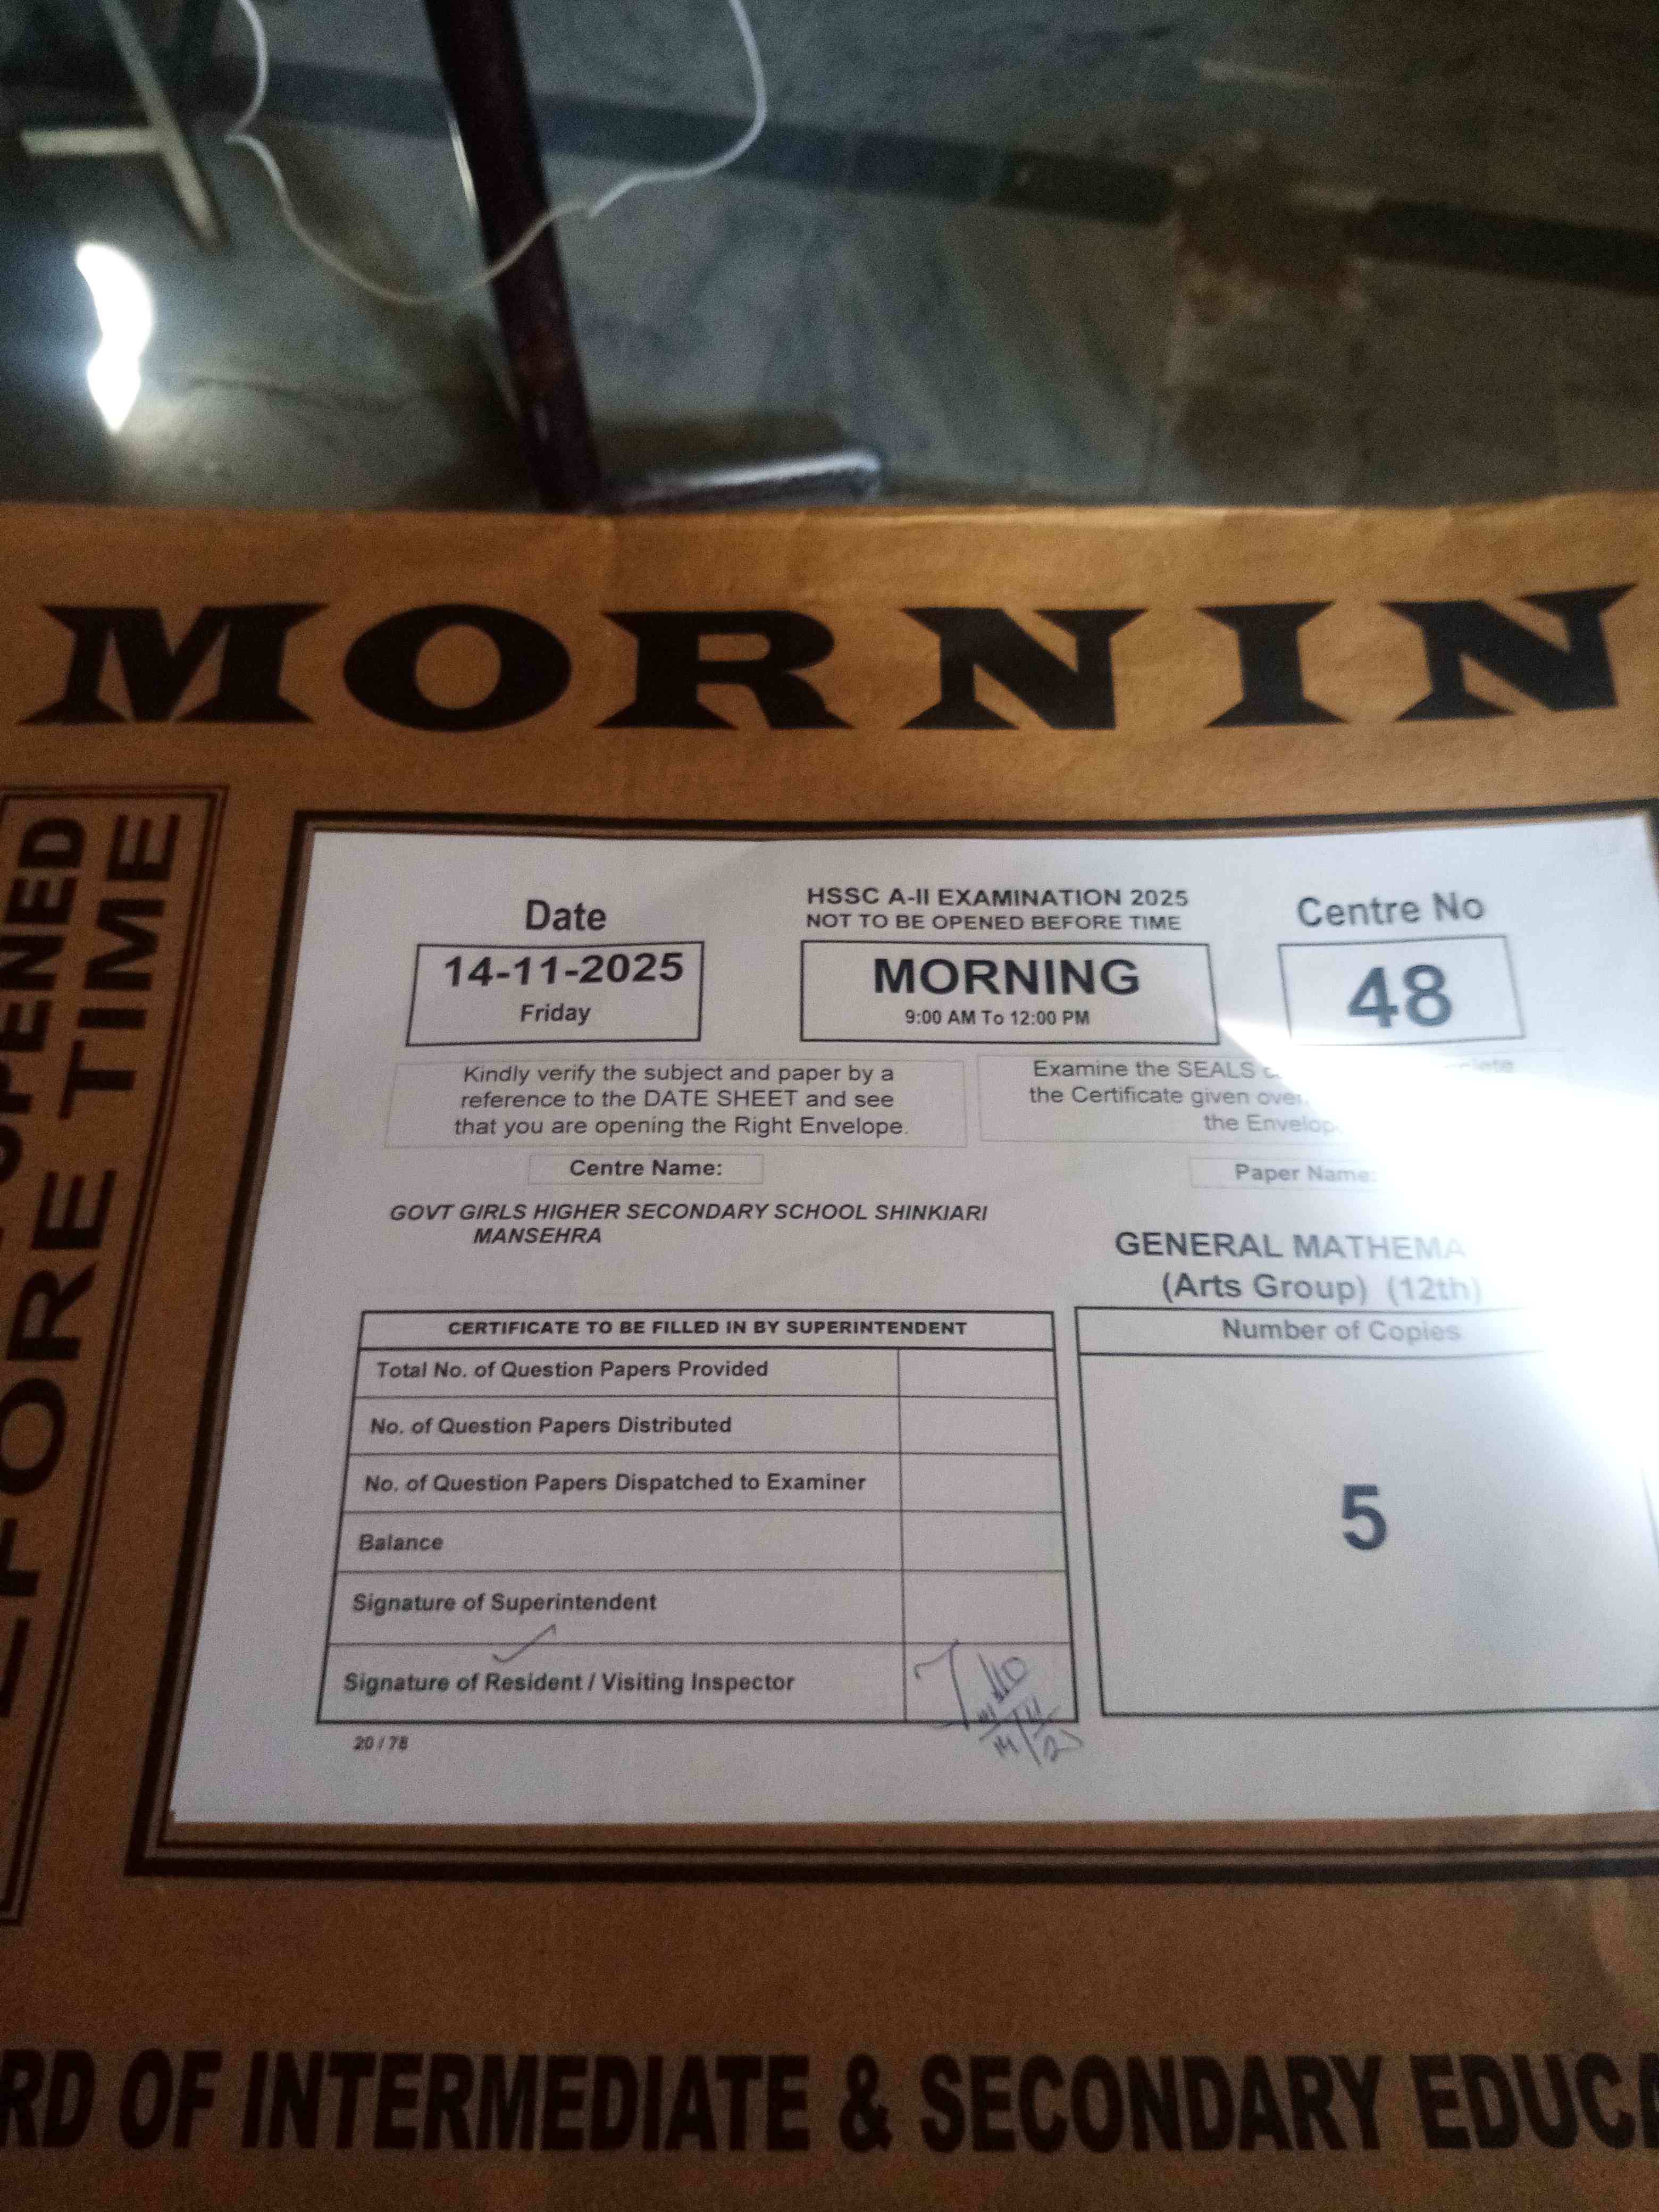 MORNIN
OPENED
EFORE TIME
Date
14-11-2025
Friday
HSSC A-II EXAMINATION 2025
NOT TO BE OPENED BEFORE TIME
MORNING
9:00 AM To 12:00 PM
Centre No
48
Kindly verify the subject and paper by a
reference to the DATE SHEET and see
that you are opening the Right Envelope.
Examine the SEALS
the Certificate given
the Envelop
Centre Name:
GOVT GIRLS HIGHER SECONDARY SCHOOL SHINKIARI
MANSEHRA
Paper Name:
GENERAL MATHEMA
(Arts Group) (12th)
CERTIFICATE TO BE FILLED IN BY SUPERINTENDENT
Total No. of Question Papers Provided
No. of Question Papers Distributed
No. of Question Papers Dispatched to Examiner
Balance
Signature of Superintendent
Signature of Resident / Visiting Inspector
Number of Copies
5
20 / 78
RD OF INTERMEDIATE & SECONDARY EDUCA